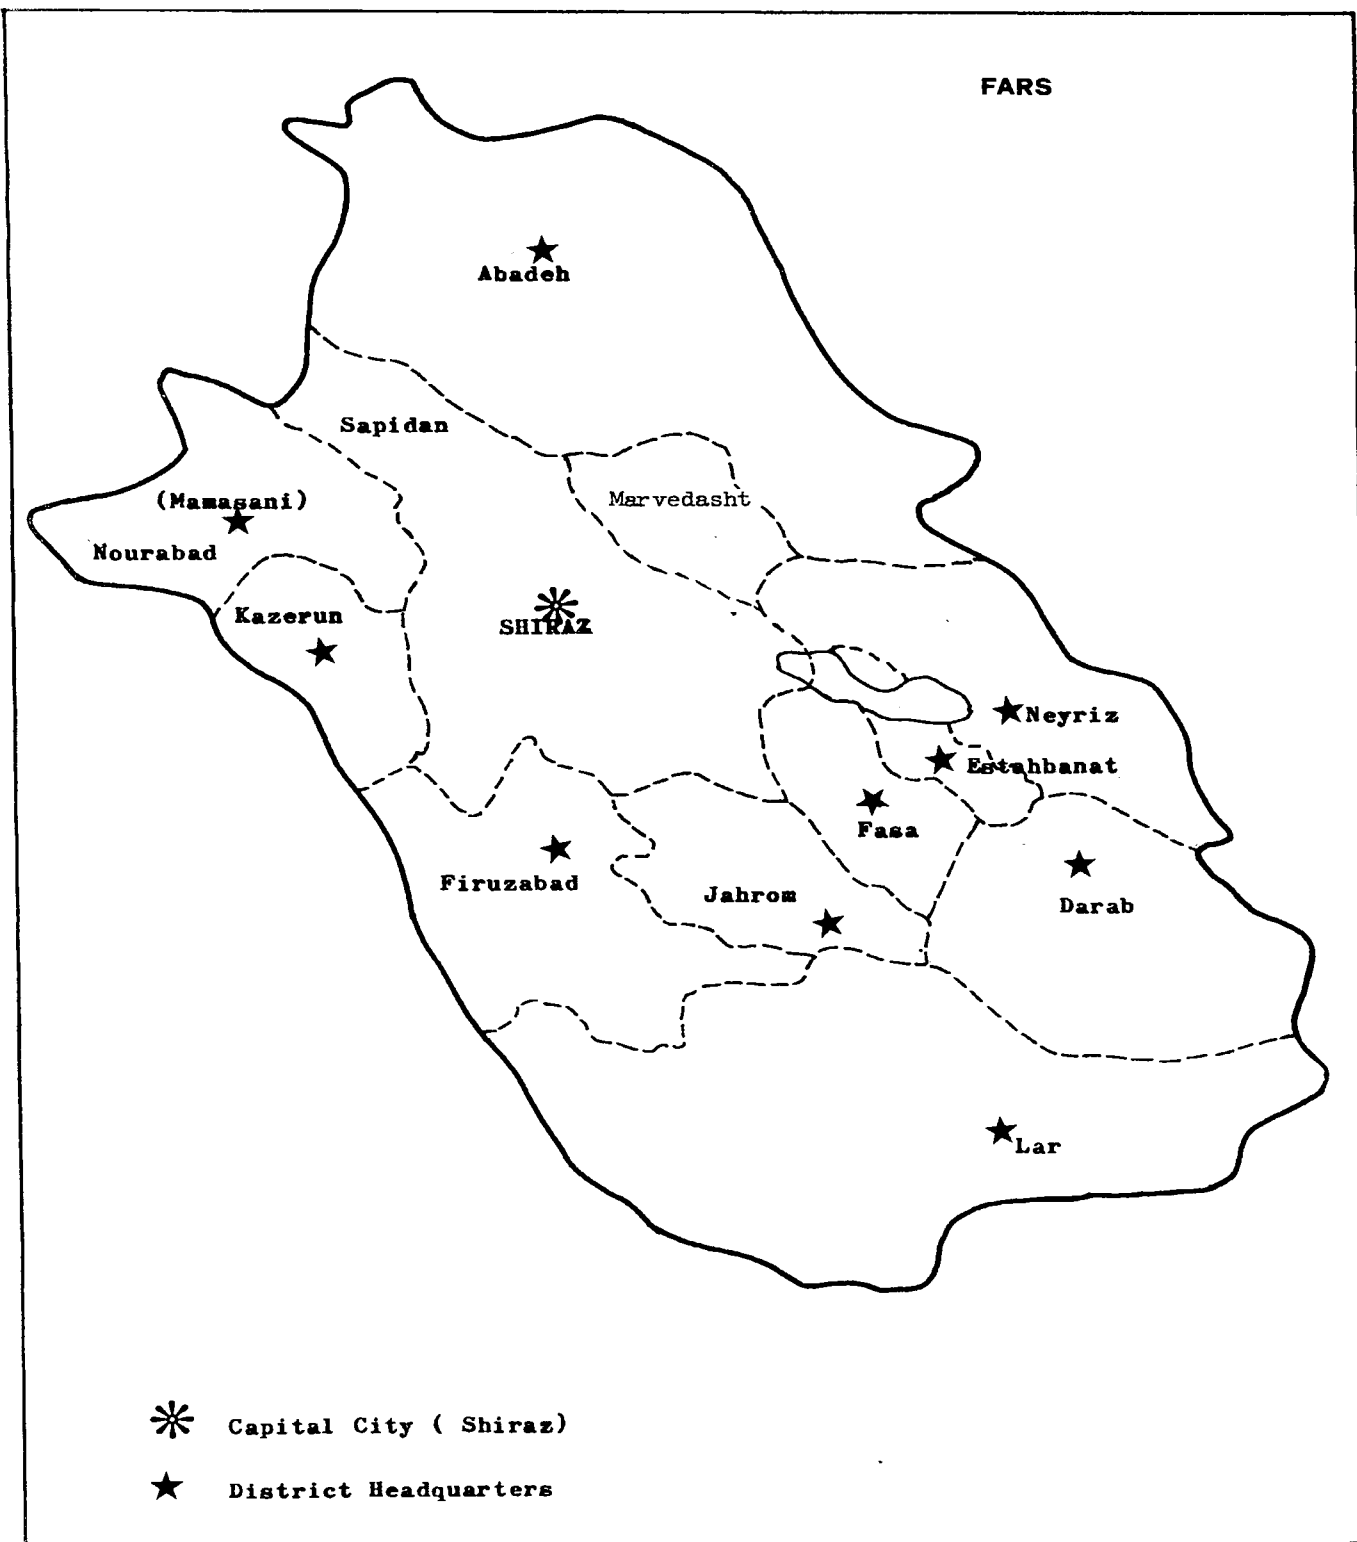 FARS
Abadeh
Sapidan
(Mamasani)
Marvedasht
Nourabad
Kazerun
SHIRAZ
Neyriz
Estahbanat
Fasa
Firuzabad
Jahrom
Darab
Lar
Capital City ( Shiraz)
District Headquarters